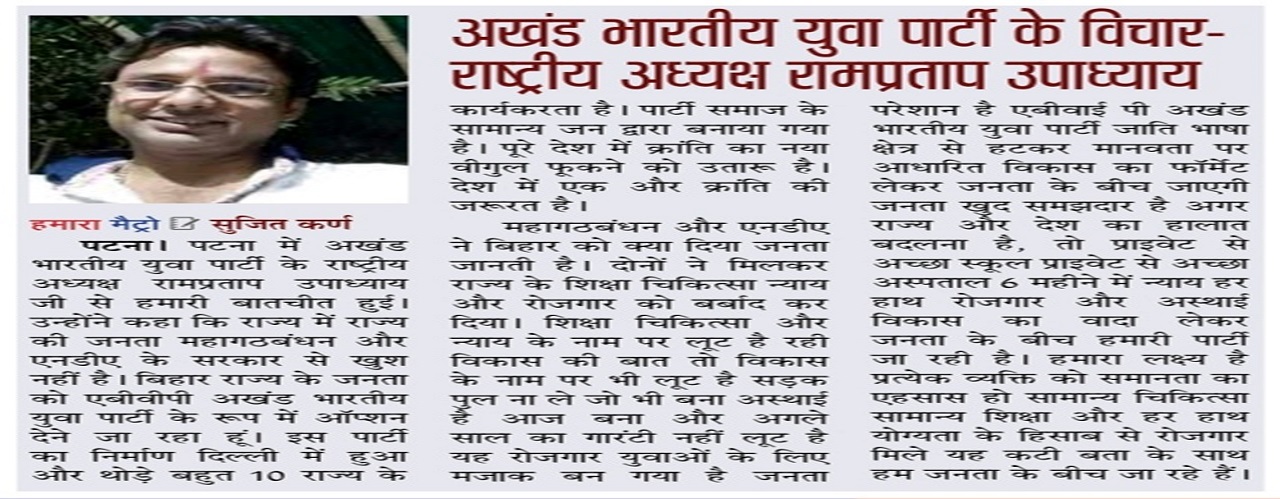 अखंड भारतीय युवा पार्टी के विचार-
राष्ट्रीय अध्यक्ष रामप्रताप उपाध्याय
हमारा मैट्रो सुजित कर्ण
पटना। पटना में अखंड
भारतीय युवा पार्टी के राष्ट्रीय
अध्यक्ष रामप्रताप उपाध्याय
जी से हमारी बातचीत हुई।
उन्होंने कहा कि राज्य में राज्य
की जनता महागठबंधन और
एनडीए के सरकार से खुश
नहीं है। बिहार राज्य के जनता
को एबीवीपी अखंड भारतीय
युवा पार्टी के रूप में ऑप्शन
देने जा रहा हूं। इस पार्टी
का निर्माण दिल्ली में हुआ
और थोड़े बहुत 10 राज्य के
कार्यकरता है। पार्टी समाज के
सामान्य जन द्वारा बनाया गया
है। पूरे देश में क्रांति का नया
वीगुल फूकने को उतारू है।
देश में एक और क्रांति की
जरूरत है।
महागठबंधन और एनडीए
ने बिहार को क्या दिया जनता
जानती है। दोनों ने मिलकर
राज्य के शिक्षा चिकित्सा न्याय
और रोजगार को बर्बाद कर
दिया। शिक्षा चिकित्सा और
न्याय के नाम पर लूट है रही
विकास की बात तो विकास
के नाम पर भी लूट है सड़क
पुल ना ले जो भी बना अस्थाई
है आज बना और अगले
साल का गारंटी नहीं लूट है
यह रोजगार युवाओं के लिए
मजाक बन गया है जनता
परेशान है एबीवाई पी अखंड
भारतीय युवा पार्टी जाति भाषा
क्षेत्र से हटकर मानवता पर
आधारित विकास का फॉर्मेट
लेकर जनता के बीच जाएगी
जनता खुद समझदार है अगर
राज्य और देश का हालात
बदलना है, तो प्राइवेट से
अच्छा स्कूल प्राइवेट से अच्छा
अस्पताल 6 महीने में न्याय हर
हाथ रोजगार और अस्थाई
विकास का वादा लेकर
जनता के बीच हमारी पार्टी
जा रही है। हमारा लक्ष्य है
प्रत्येक व्यक्ति को समानता का
एहसास हो सामान्य चिकित्सा
सामान्य शिक्षा और हर हाथ
योग्यता के हिसाब से रोजगार
मिले यह कटी बता के साथ
हम जनता के बीच जा रहे हैं।